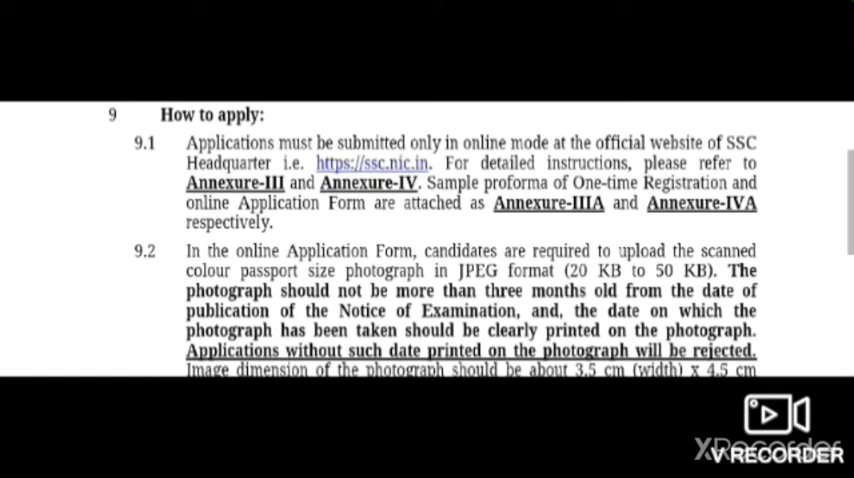 9 How to apply:
9.1 Applications must be submitted only in online mode at the official website of SSC
Headquarter i.e. https://ssc.nic.in. For detailed instructions, please refer to
Annexure-III and Annexure-IV. Sample proforma of One-time Registration and
online Application Form are attached as Annexure-IIIA and Annexure-IVA
respectively.
9.2 In the online Application Form, candidates are required to upload the scanned
colour passport size photograph in JPEG format (20 KB to 50 KB). The
photograph should not be more than three months old from the date of
publication of the Notice of Examination, and, the date on which the
photograph has been taken should be clearly printed on the photograph.
Applications without such date printed on the photograph will be rejected.
Image dimension of the photograph should be about 3.5 cm (width) x 4.5 cm
XRecorder
V RECORDER